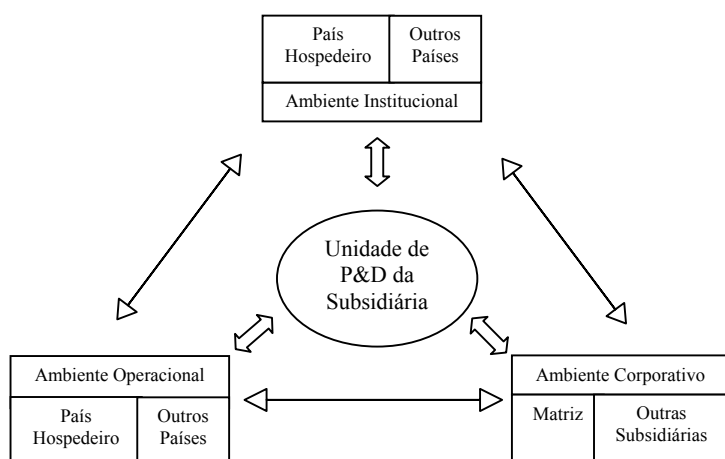 País
Hospedeiro
Outros
Países
Ambiente Institucional
Unidade de
P&D da
Subsidiária
Ambiente Operacional
País
Hospedeiro
Outros
Países
Ambiente Corporativo
Matriz
Outras
Subsidiárias